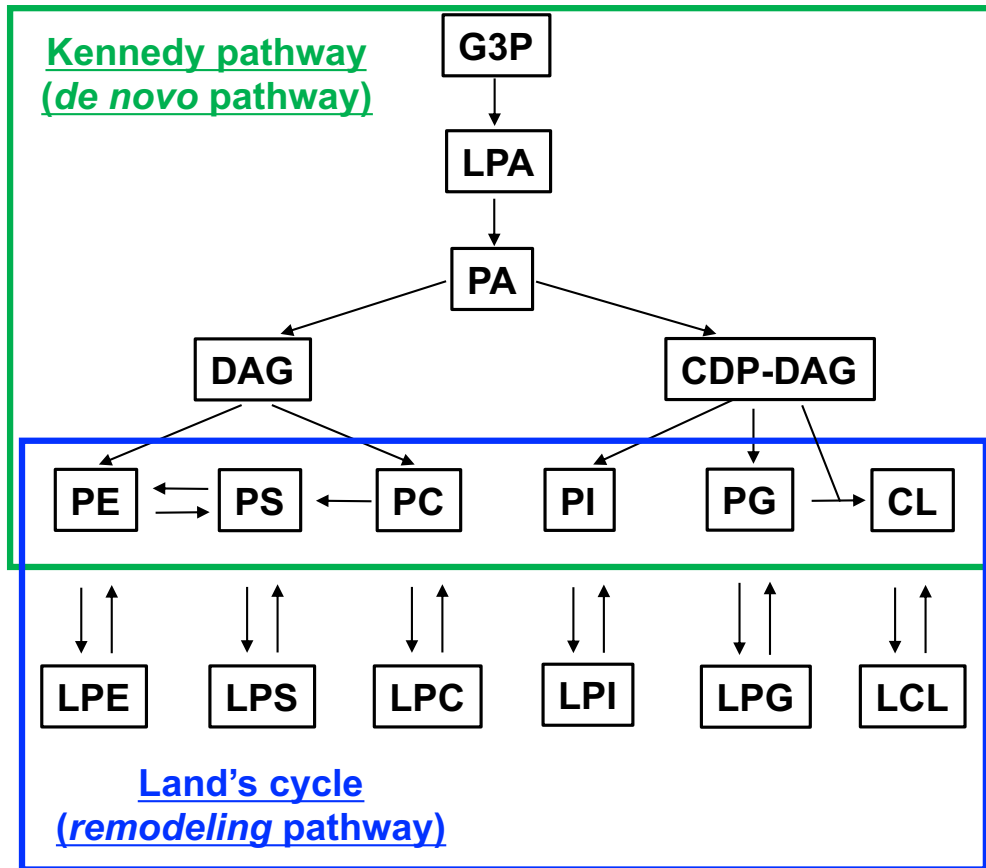 Kennedy pathway
(de novo pathway)
G3P
LPA
PA
DAG
CDP-DAG
PE
PS
PC
PI
PG
CL
LPE
LPS
LPC
LPI
LPG
LCL
Land’s cycle
(remodeling pathway)